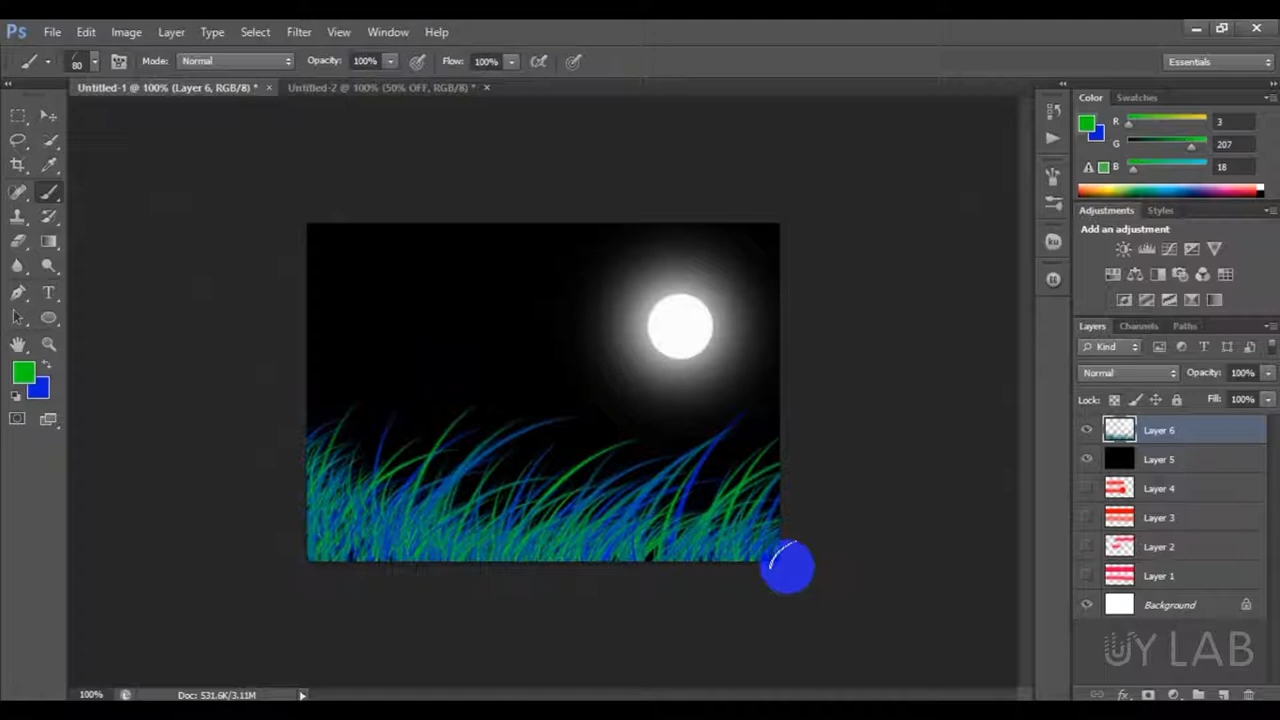 Ps File Edit Image Layer Type Select Filter View Window Help
80 Mode: Normal Opacity: 100% Flow: 100% Essentials
Untitled-1 @ 100% (Layer 6, RGB/8) * × Untitled-2 @ 100% (50% OFF, RGB/8) * ×
Color Swatches
R 3
G 207
B 18
Adjustments Styles
Add an adjustment
ku
Layers Channels Paths
Kind
Normal Opacity: 100%
Lock: Fill: 100%
Layer 6
Layer 5
Layer 4
Layer 3
Layer 2
Layer 1
Background
UY LAB
100% Doc: 531.6K/3.11M